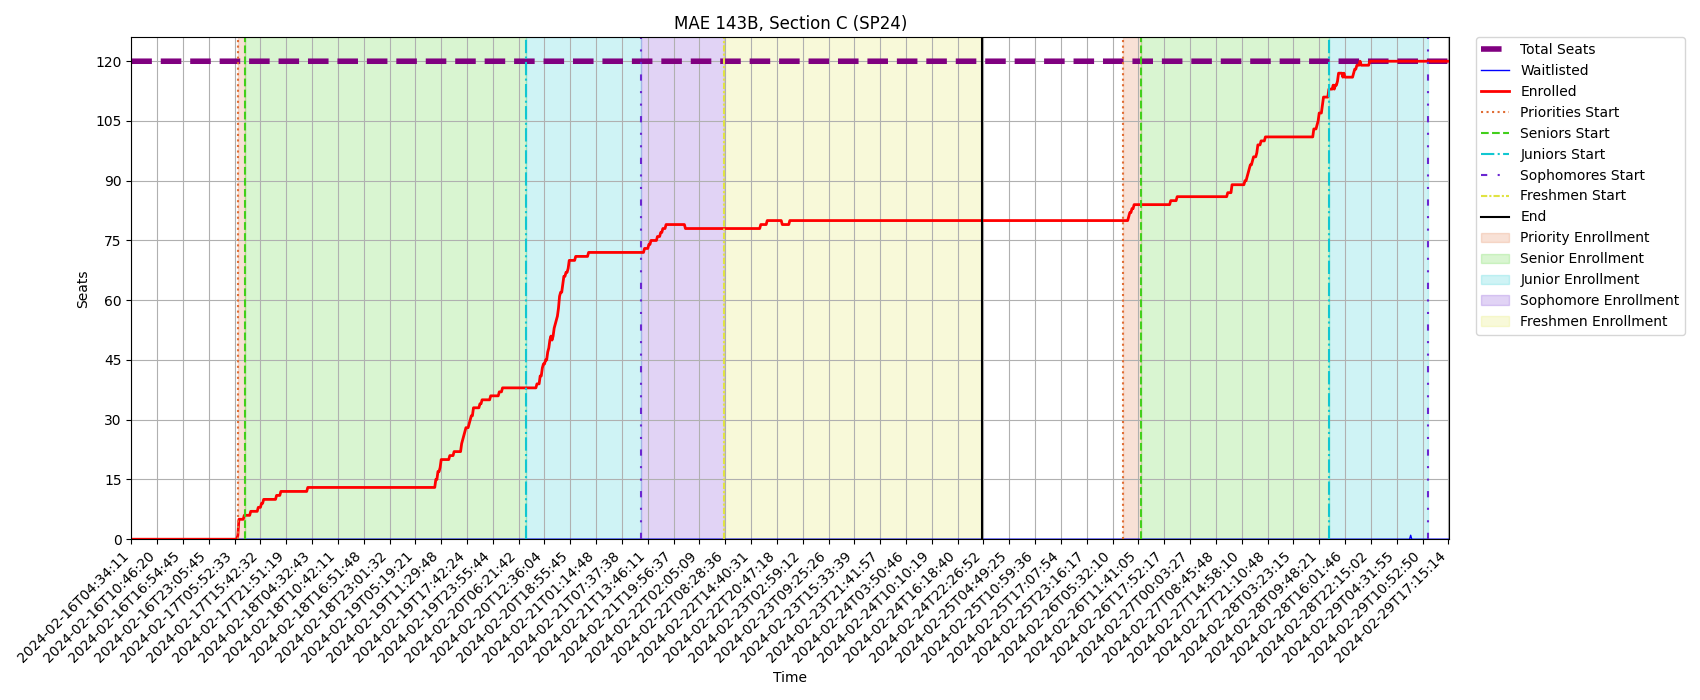 MAE 143B, Section C (SP24)
Seats
120
105
90
75
60
45
30
15
0
2024-02-16T04:34:11
2024-02-16T10:46:20
2024-02-16T16:54:45
2024-02-16T23:05:45
2024-02-17T05:52:33
2024-02-17T15:42:32
2024-02-17T21:51:19
2024-02-18T04:32:43
2024-02-18T10:42:11
2024-02-18T16:51:48
2024-02-18T23:01:32
2024-02-19T05:19:21
2024-02-19T11:29:48
2024-02-19T17:42:24
2024-02-19T23:55:44
2024-02-20T06:21:42
2024-02-20T12:36:04
2024-02-20T18:55:45
2024-02-21T01:14:48
2024-02-21T07:37:38
2024-02-21T13:46:11
2024-02-21T19:56:37
2024-02-22T02:05:09
2024-02-22T08:28:36
2024-02-22T14:40:31
2024-02-22T20:47:18
2024-02-23T02:59:12
2024-02-23T09:25:26
2024-02-23T15:33:39
2024-02-23T21:41:57
2024-02-24T03:50:46
2024-02-24T10:10:19
2024-02-24T16:18:40
2024-02-24T22:26:52
2024-02-25T04:49:25
2024-02-25T10:59:36
2024-02-25T17:07:54
2024-02-25T23:16:17
2024-02-26T05:32:10
2024-02-26T11:41:05
2024-02-26T17:52:17
2024-02-27T00:03:27
2024-02-27T08:45:48
2024-02-27T14:58:10
2024-02-27T21:10:48
2024-02-28T03:23:15
2024-02-28T09:48:21
2024-02-28T16:01:46
2024-02-28T22:15:02
2024-02-29T04:31:55
2024-02-29T10:52:50
2024-02-29T17:15:14
Time
Total Seats
Waitlisted
Enrolled
Priorities Start
Seniors Start
Juniors Start
Sophomores Start
Freshmen Start
End
Priority Enrollment
Senior Enrollment
Junior Enrollment
Sophomore Enrollment
Freshmen Enrollment